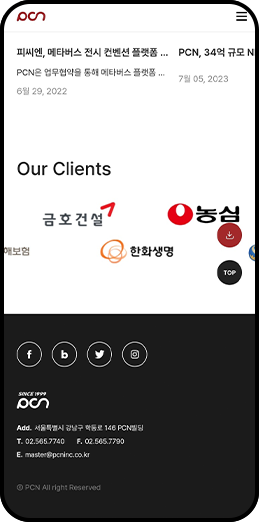 pcn
피씨엔, 메타버스 전시 컨벤션 플랫폼 ...
PCN은 업무협약을 통해 메타버스 플랫폼 ...
6월 29, 2022
PCN, 34억 규모 N
7월 05, 2023
Our Clients
금호건설
농심
해보험
한화생명
TOP
f
b
SINCE 1999
pcn
Add. 서울특별시 강남구 학동로 146 PCN빌딩
T. 02.565.7740 F. 02.565.7790
E. master@pcninc.co.kr
© PCN All right Reserved